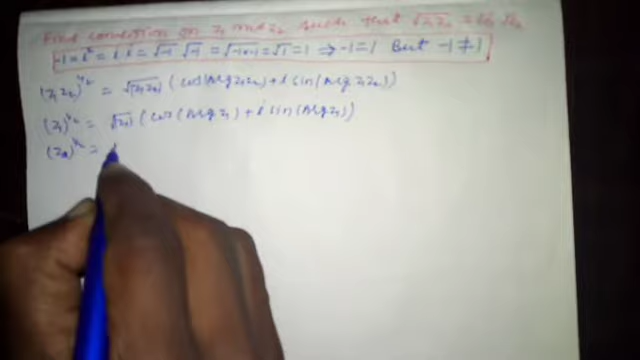 Find condition on z₁ and z₂ such that √z₁z₂ = √z₁ √z₂
-1 = i² = i.i = √-1 √-1 = √-1×-1 = √1 = 1 ⇒ -1 = 1 But -1 ≠ 1
(z₁z₂)^½ = √|z₁z₂| (cos(Arg z₁z₂) + i sin(Arg z₁z₂))
(z₁)^½ = √|z₁| (cos(Arg z₁) + i sin(Arg z₁))
(z₂)^½ =